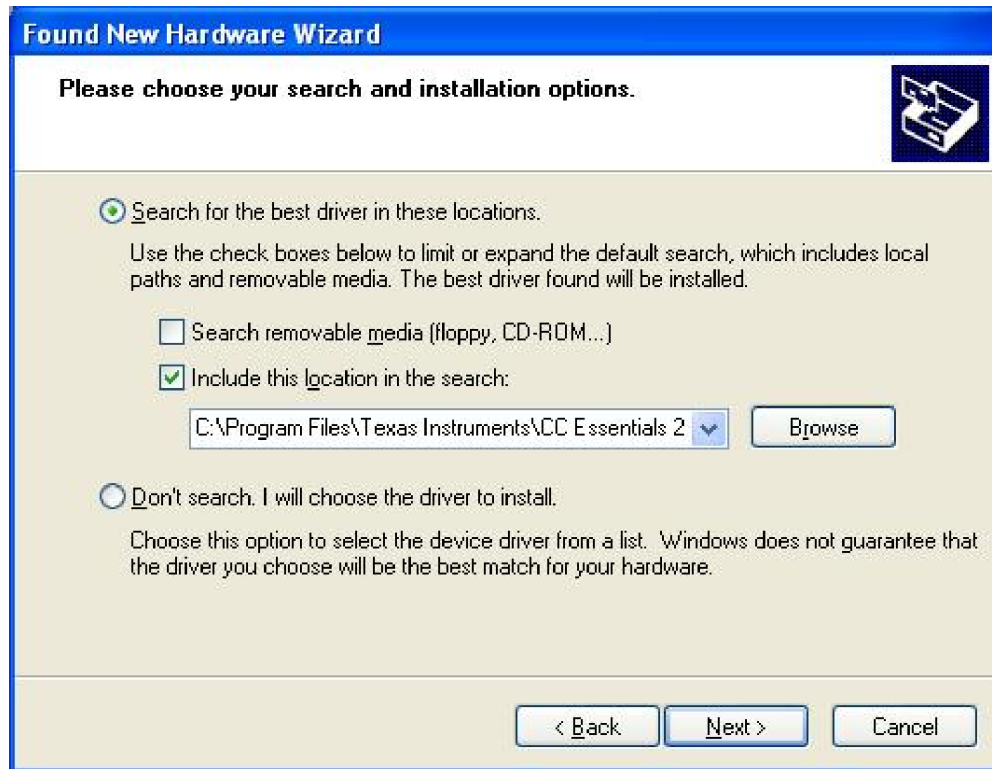 Found New Hardware Wizard
Please choose your search and installation options.
Search for the best driver in these locations.
Use the check boxes below to limit or expand the default search, which includes local
paths and removable media. The best driver found will be installed.
Search removable media (floppy, CD-ROM...)
Include this location in the search:
C:\Program Files\Texas Instruments\CC Essentials 2
Browse
Don't search. I will choose the driver to install.
Choose this option to select the device driver from a list. Windows does not guarantee that
the driver you choose will be the best match for your hardware.
< Back
Next >
Cancel